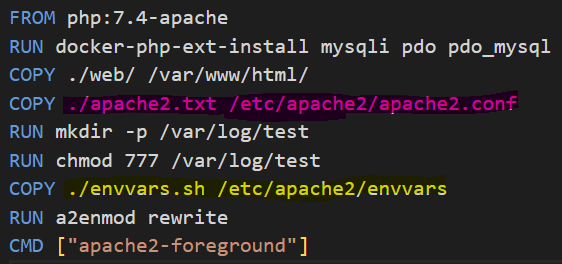 FROM php:7.4-apache
RUN docker-php-ext-install mysqli pdo pdo_mysql
COPY ./web/ /var/www/html/
COPY ./apache2.txt /etc/apache2/apache2.conf
RUN mkdir -p /var/log/test
RUN chmod 777 /var/log/test
COPY ./envvars.sh /etc/apache2/envvars
RUN a2enmod rewrite
CMD ["apache2-foreground"]